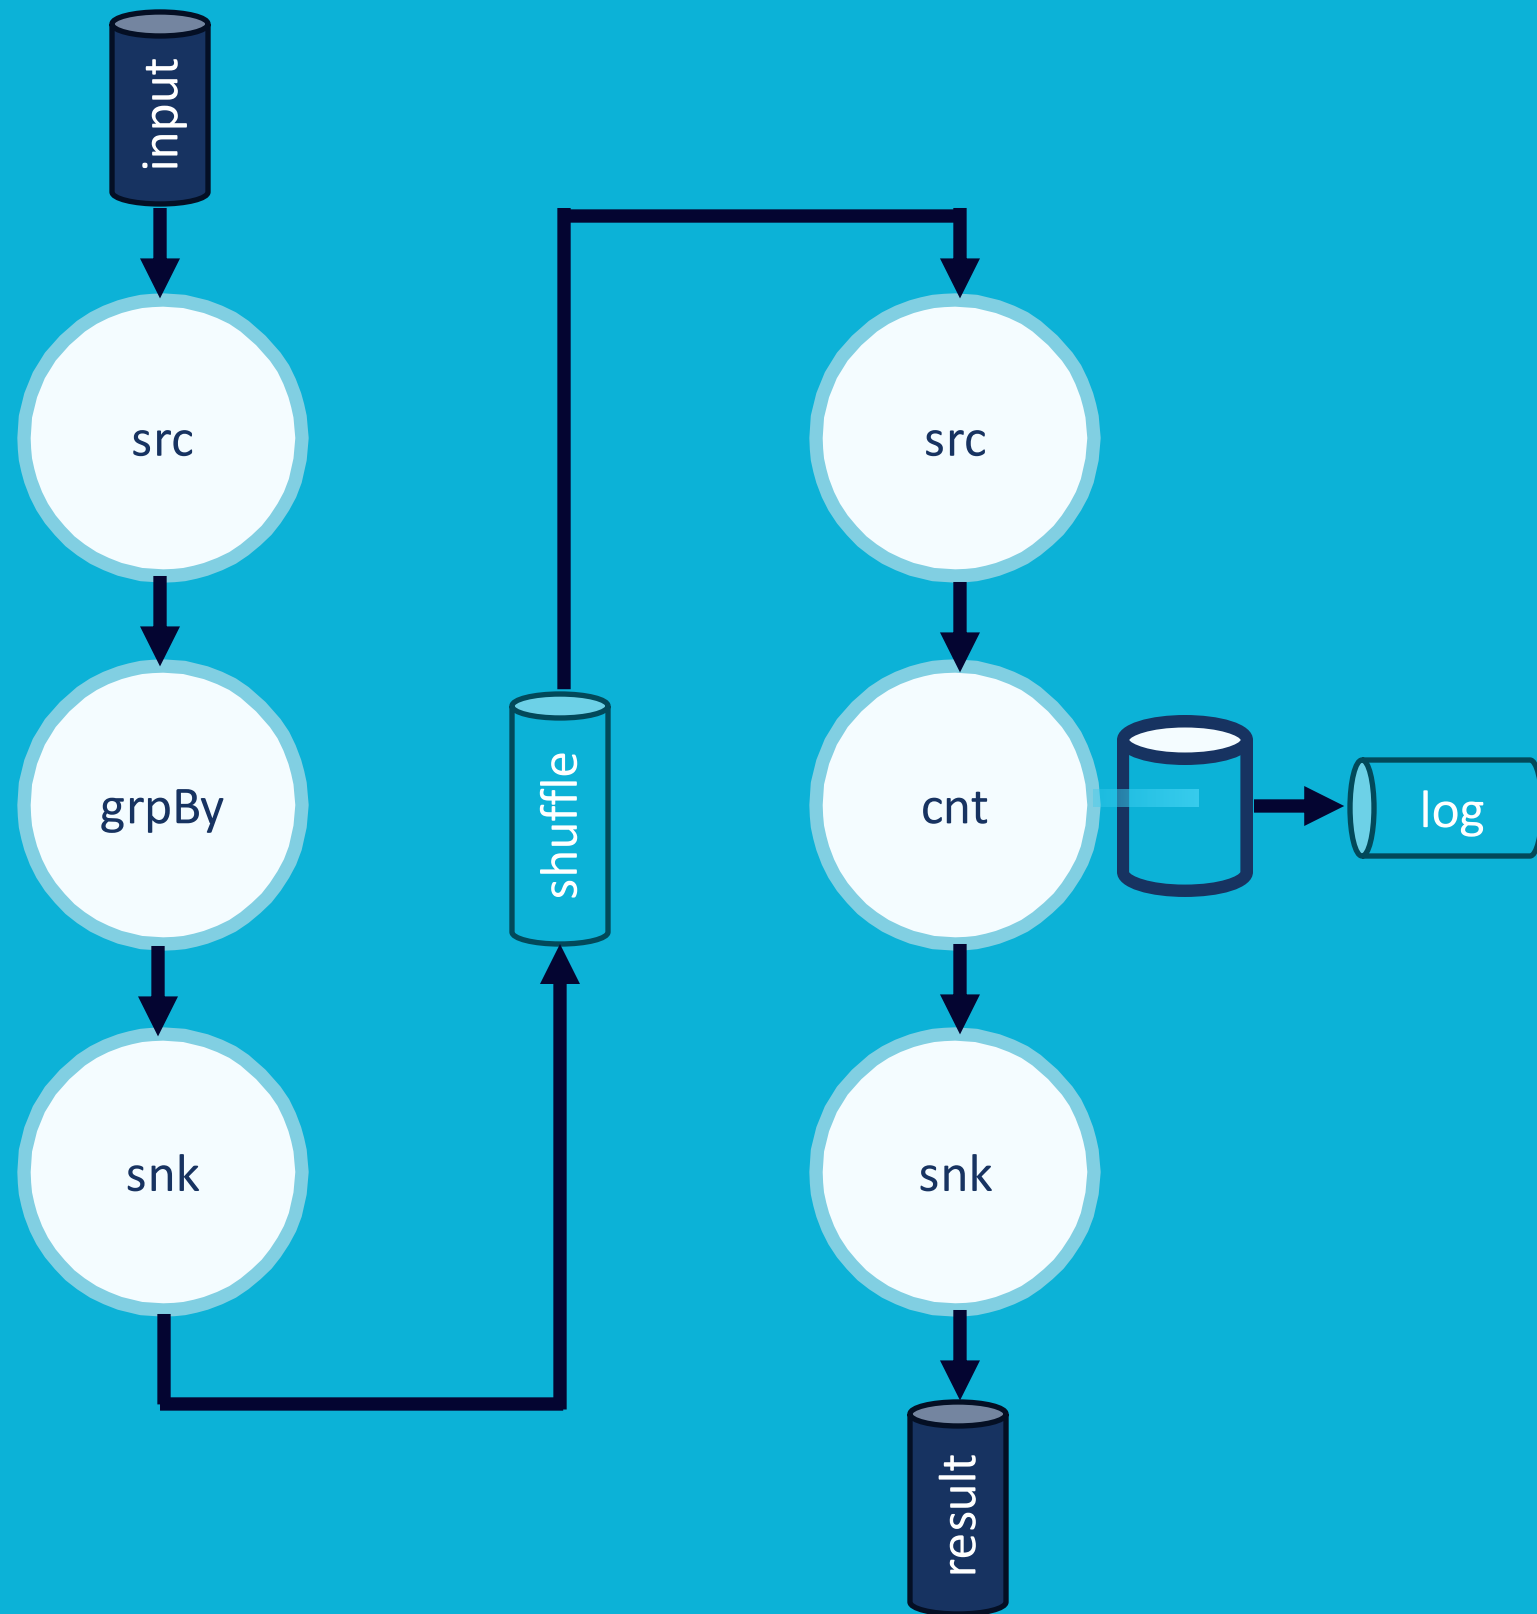 input
src
grpBy
snk
shuffle
src
cnt
log
snk
result